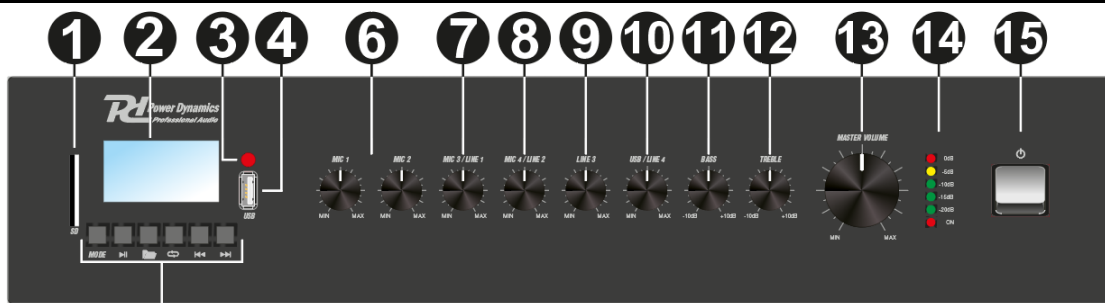 1 2 3 4 6 7 8 9 10 11 12 13 14 15
Pd Power Dynamics
Professional Audio
MIC 1 MIC 2 MIC 3 / LINE 1 MIC 4 / LINE 2 LINE 3 USB / LINE 4 BASS TREBLE
MASTER VOLUME
0dB
-5dB
-10dB
-15dB
-20dB
ON
MIN MAX MIN MAX MIN MAX MIN MAX MIN MAX MIN MAX -10dB +10dB -10dB +10dB
MIN MAX
USB
SD
MODE